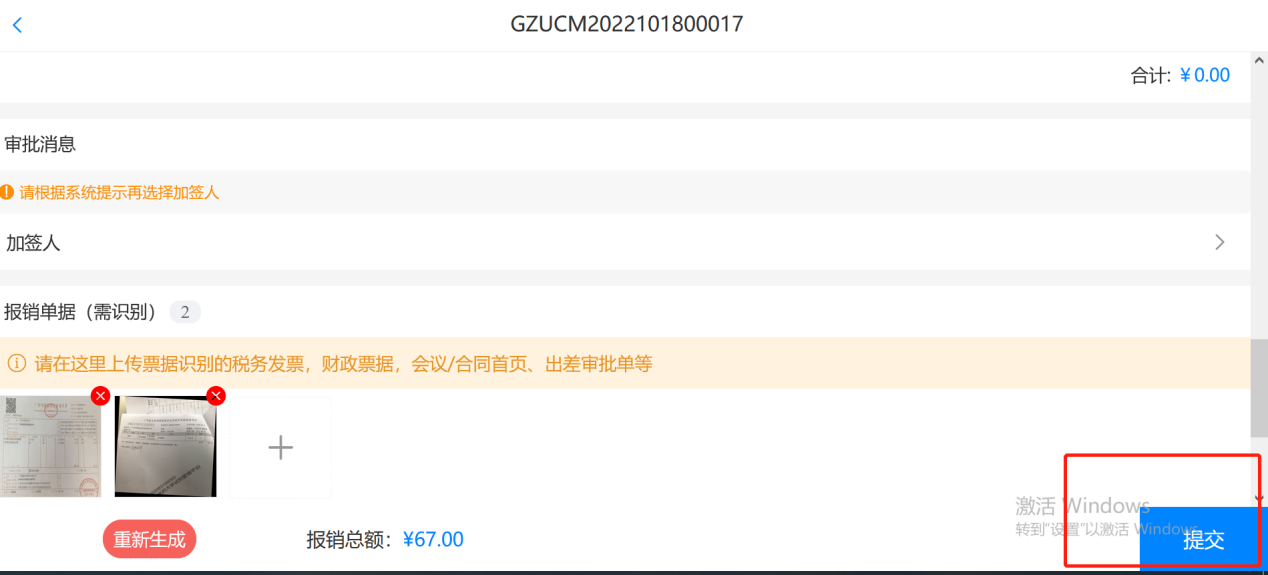 GZUCM2022101800017
合计: ¥0.00
审批消息
请根据系统提示再选择加签人
加签人
报销单据（需识别） 2
请在这里上传票据识别的税务发票，财政票据，会议/合同首页、出差审批单等
激活 Windows
转到"设置"以激活 Windows。
重新生成 报销总额: ¥67.00 提交